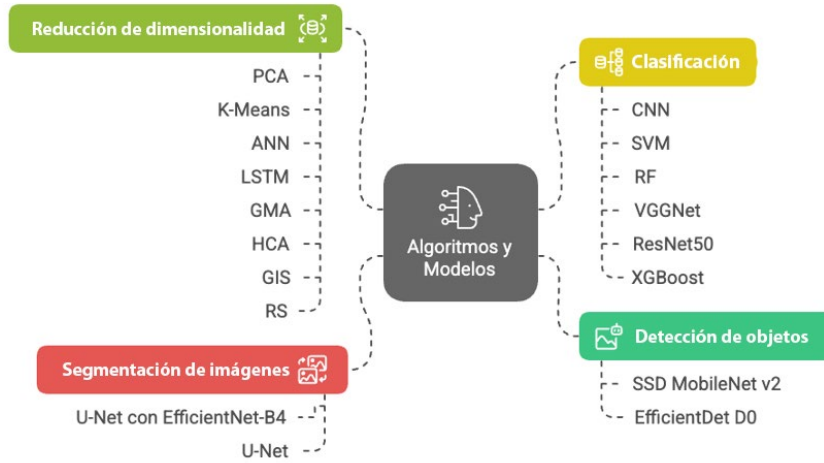 Reducción de dimensionalidad
PCA
K-Means
ANN
LSTM
GMA
HCA
GIS
RS
Segmentación de imágenes
U-Net con EfficientNet-B4
U-Net
Algoritmos y
Modelos
Clasificación
CNN
SVM
RF
VGGNet
ResNet50
XGBoost
Detección de objetos
SSD MobileNet v2
EfficientDet D0